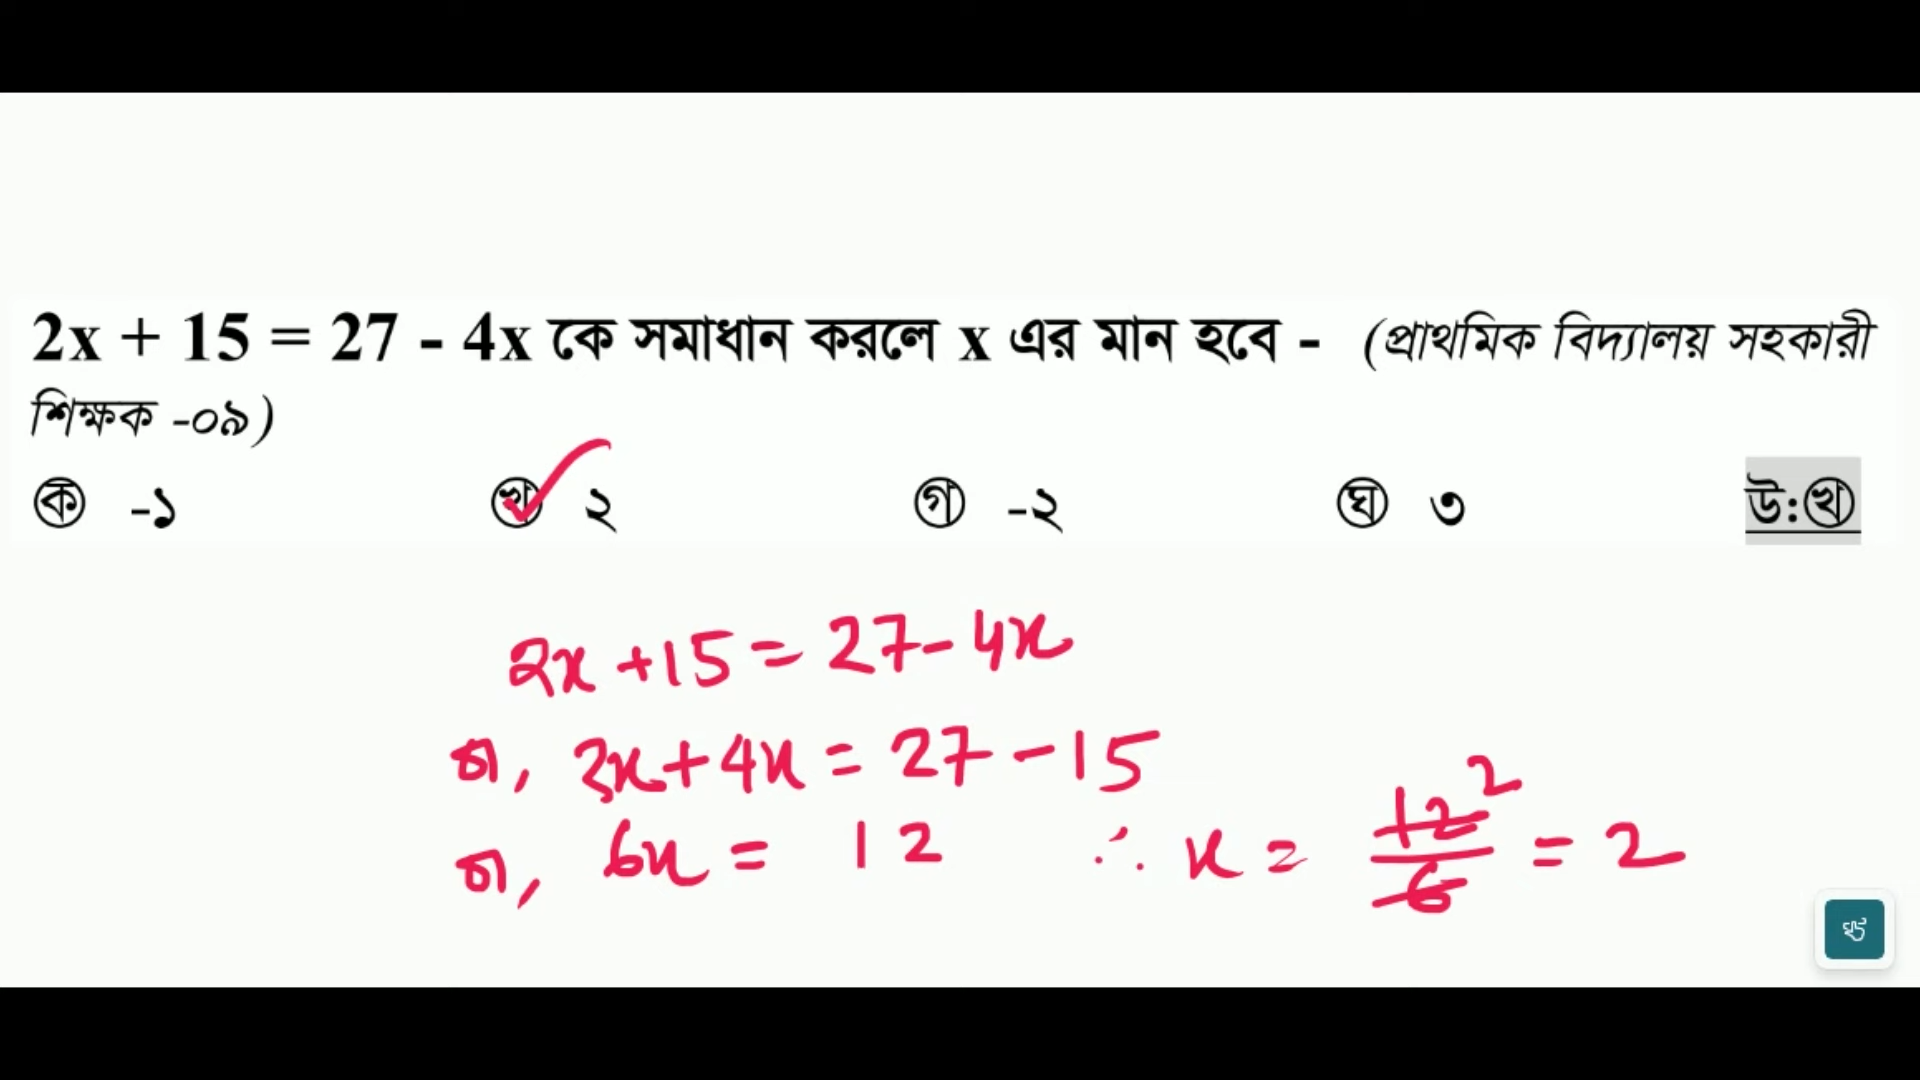 2x + 15 = 27 - 4x কে সমাধান করলে x এর মান হবে - (প্রাথমিক বিদ্যালয় সহকারী
শিক্ষক -০৯)
ⓚ -১ ⓚ ২ ⓖ -২ ⓖ ৩ উ:
2x +15 = 27 - 4x
বা, 2x + 4x = 27 - 15
বা, 6x = 12 ∴ x = 12/6 2 = 2